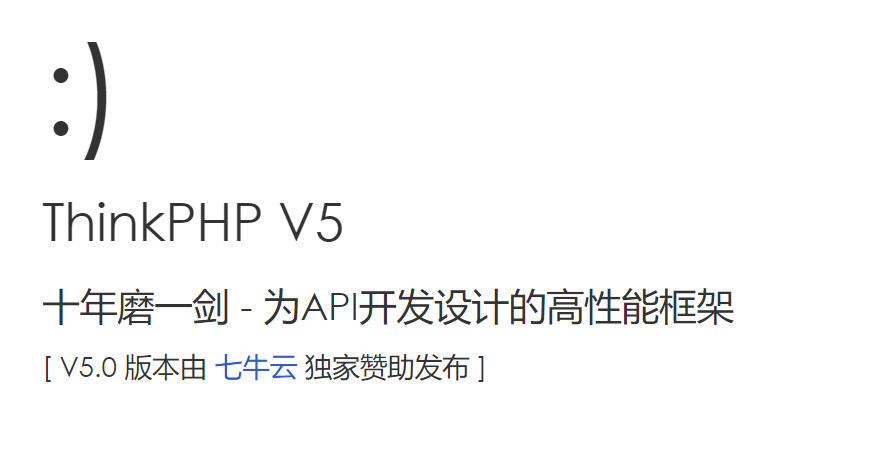 :)
ThinkPHP V5
十年磨一剑 - 为API开发设计的高性能框架
[ V5.0 版本由 七牛云 独家赞助发布 ]